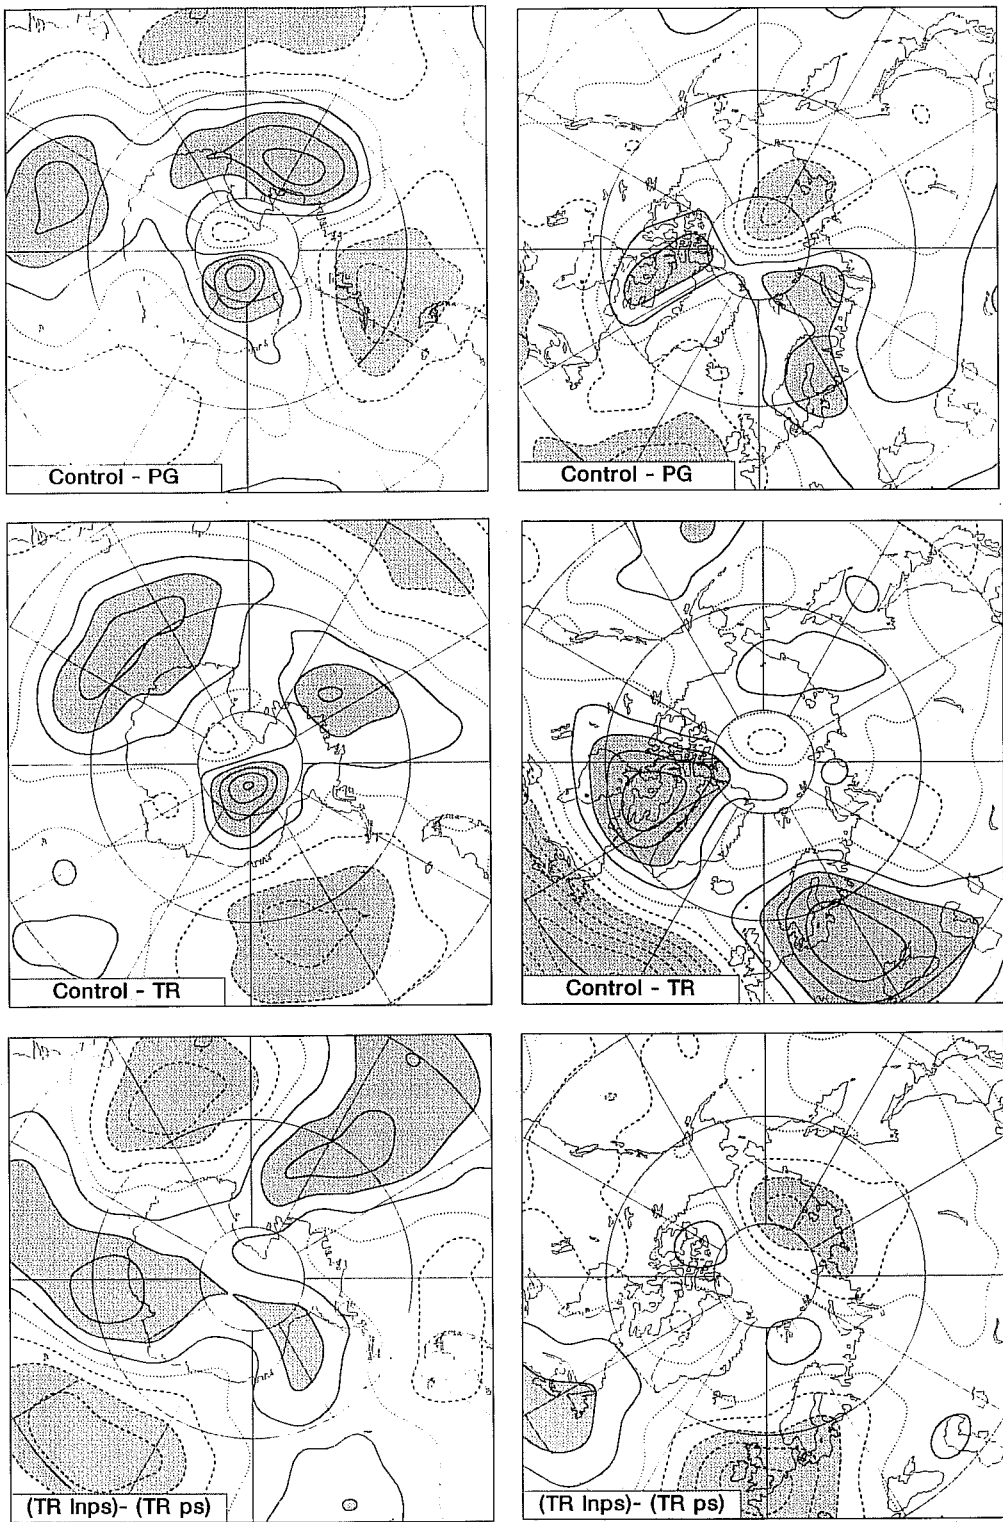 Control - PG
Control - PG
Control - TR
Control - TR
(TR lnps)- (TR ps)
(TR lnps)- (TR ps)